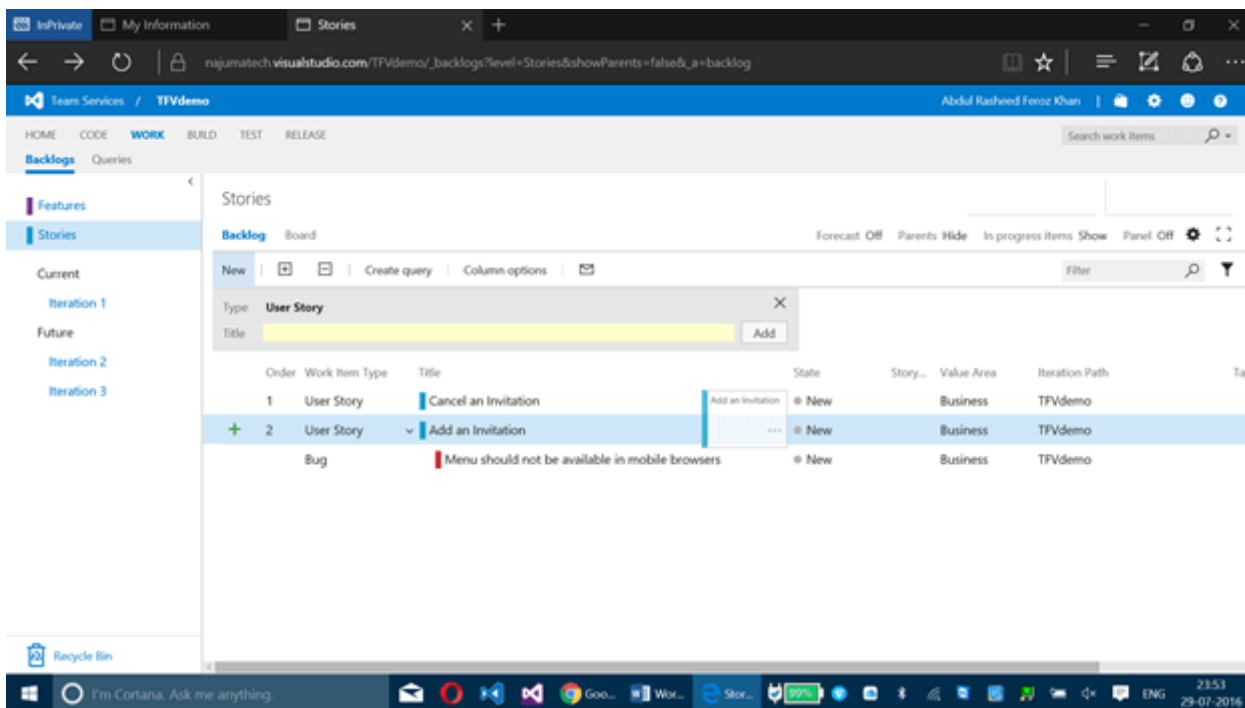 InPrivate My Information Stories
najumatech.visualstudio.com/TFVdemo/_backlogs?level=Stories&showParents=false&_a=backlog
Team Services / TFVdemo Abdul Rasheed Feroz Khan
HOME CODE WORK BUILD TEST RELEASE Search work items
Backlogs Queries
Features
Stories
Current
Iteration 1
Future
Iteration 2
Iteration 3
Recycle Bin
Stories
Backlog Board Forecast Off Parents Hide In progress items Show Panel Off
New Create query Column options Filter
Type User Story
Title Add
Order Work Item Type Title State Story... Value Area Iteration Path Ta
1 User Story Cancel an Invitation New Business TFVdemo
Add an Invitation
2 User Story Add an Invitation ... New Business TFVdemo
Bug Menu should not be available in mobile browsers New Business TFVdemo
I'm Cortana. Ask me anything. Goo... Wor... Stor... 99% ENG 23:53
29-07-2016